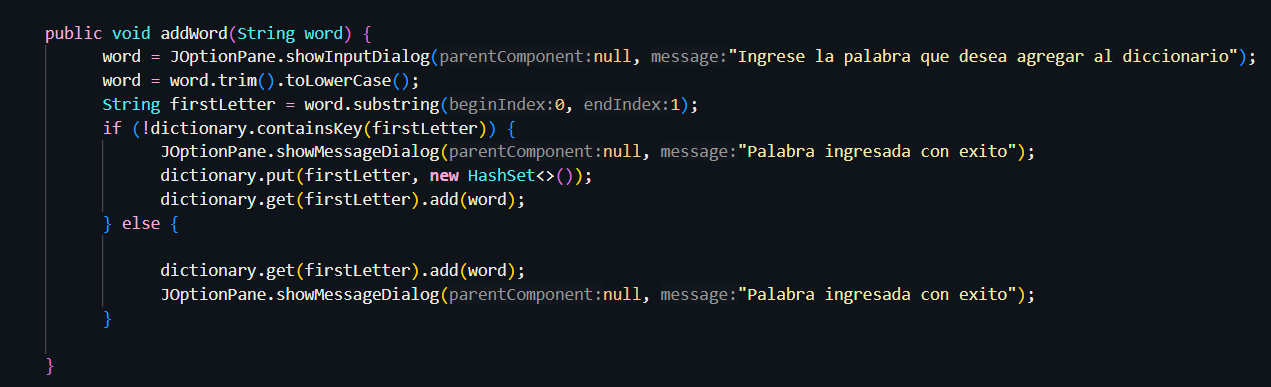 public void addWord(String word) {
word = JOptionPane.showInputDialog(parentComponent:null, message:"Ingrese la palabra que desea agregar al diccionario");
word = word.trim().toLowerCase();
String firstLetter = word.substring(beginIndex:0, endIndex:1);
if (!dictionary.containsKey(firstLetter)) {
JOptionPane.showMessageDialog(parentComponent:null, message:"Palabra ingresada con exito");
dictionary.put(firstLetter, new HashSet<>());
dictionary.get(firstLetter).add(word);
} else {
dictionary.get(firstLetter).add(word);
JOptionPane.showMessageDialog(parentComponent:null, message:"Palabra ingresada con exito");
}
}